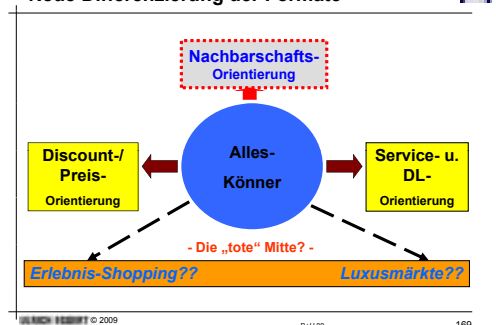 Neue Differenzierung der Formate
Nachbarschafts-
Orientierung
Alles-
Könner
Discount-/
Preis-
Orientierung
Service- u.
DL-
Orientierung
- Die „tote“ Mitte? -
Erlebnis-Shopping??
Luxusmärkte??
© 2009
169